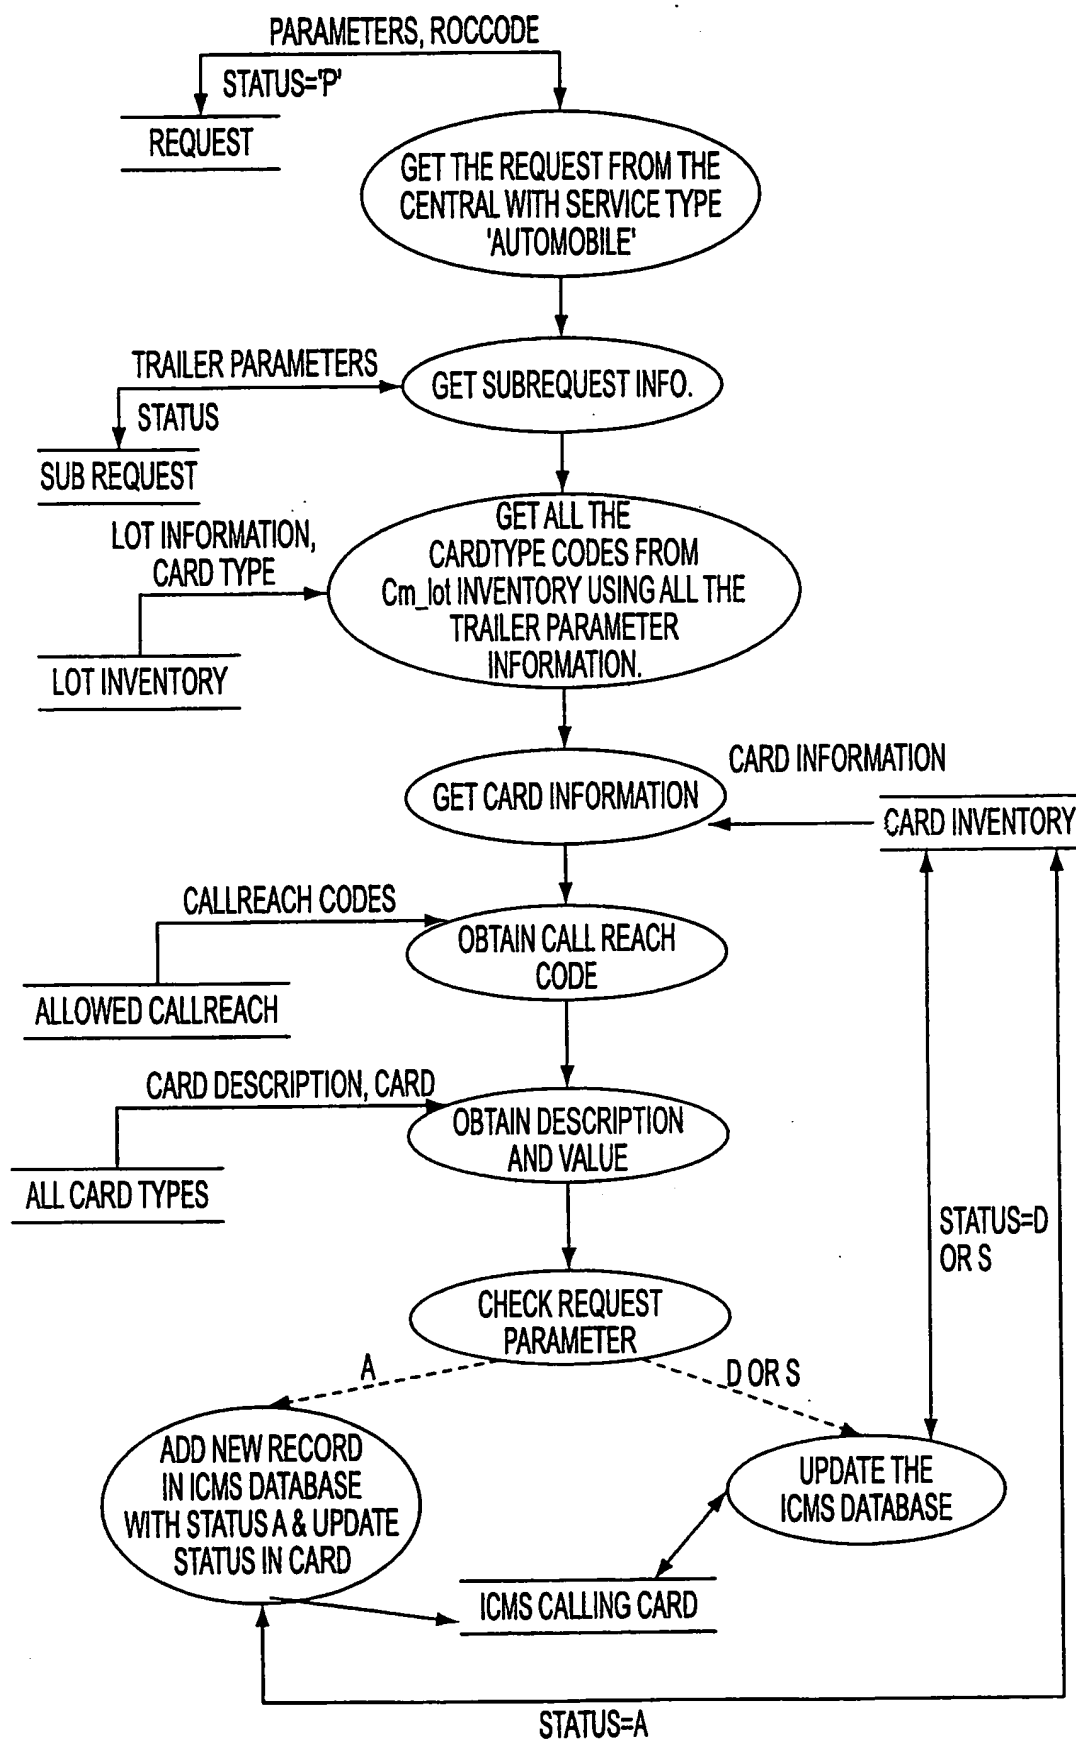 PARAMETERS, ROCCODE
STATUS='P'
REQUEST
GET THE REQUEST FROM THE
CENTRAL WITH SERVICE TYPE
'AUTOMOBILE'
TRAILER PARAMETERS
GET SUBREQUEST INFO.
STATUS
SUB REQUEST
LOT INFORMATION,
CARD TYPE
GET ALL THE
CARDTYPE CODES FROM
Cm_lot INVENTORY USING ALL THE
TRAILER PARAMETER
INFORMATION.
LOT INVENTORY
CARD INFORMATION
GET CARD INFORMATION
CARD INVENTORY
CALLREACH CODES
OBTAIN CALL REACH
CODE
ALLOWED CALLREACH
CARD DESCRIPTION, CARD
OBTAIN DESCRIPTION
AND VALUE
ALL CARD TYPES
STATUS=D
OR S
CHECK REQUEST
PARAMETER
A
D OR S
ADD NEW RECORD
IN ICMS DATABASE
WITH STATUS A & UPDATE
STATUS IN CARD
UPDATE THE
ICMS DATABASE
ICMS CALLING CARD
STATUS=A